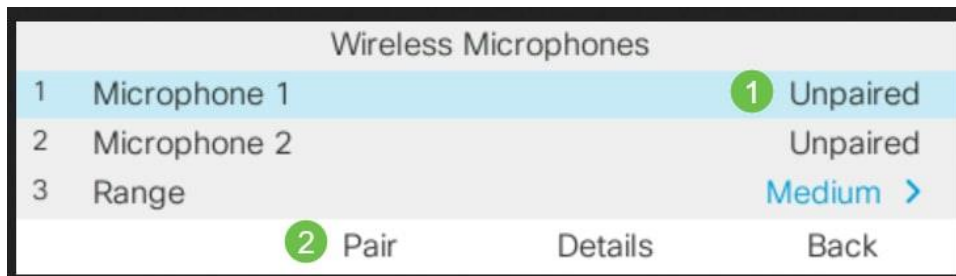 Wireless Microphones
1 Microphone 1 1 Unpaired
2 Microphone 2 Unpaired
3 Range Medium >
2 Pair Details Back